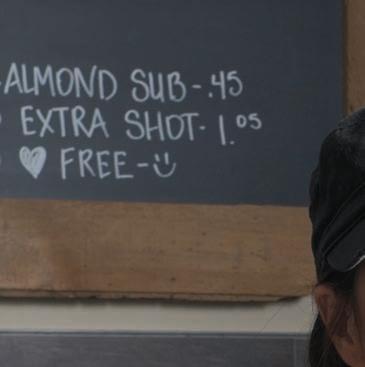 -ALMOND SUB-.45
EXTRA SHOT-1.05
♥ FREE-